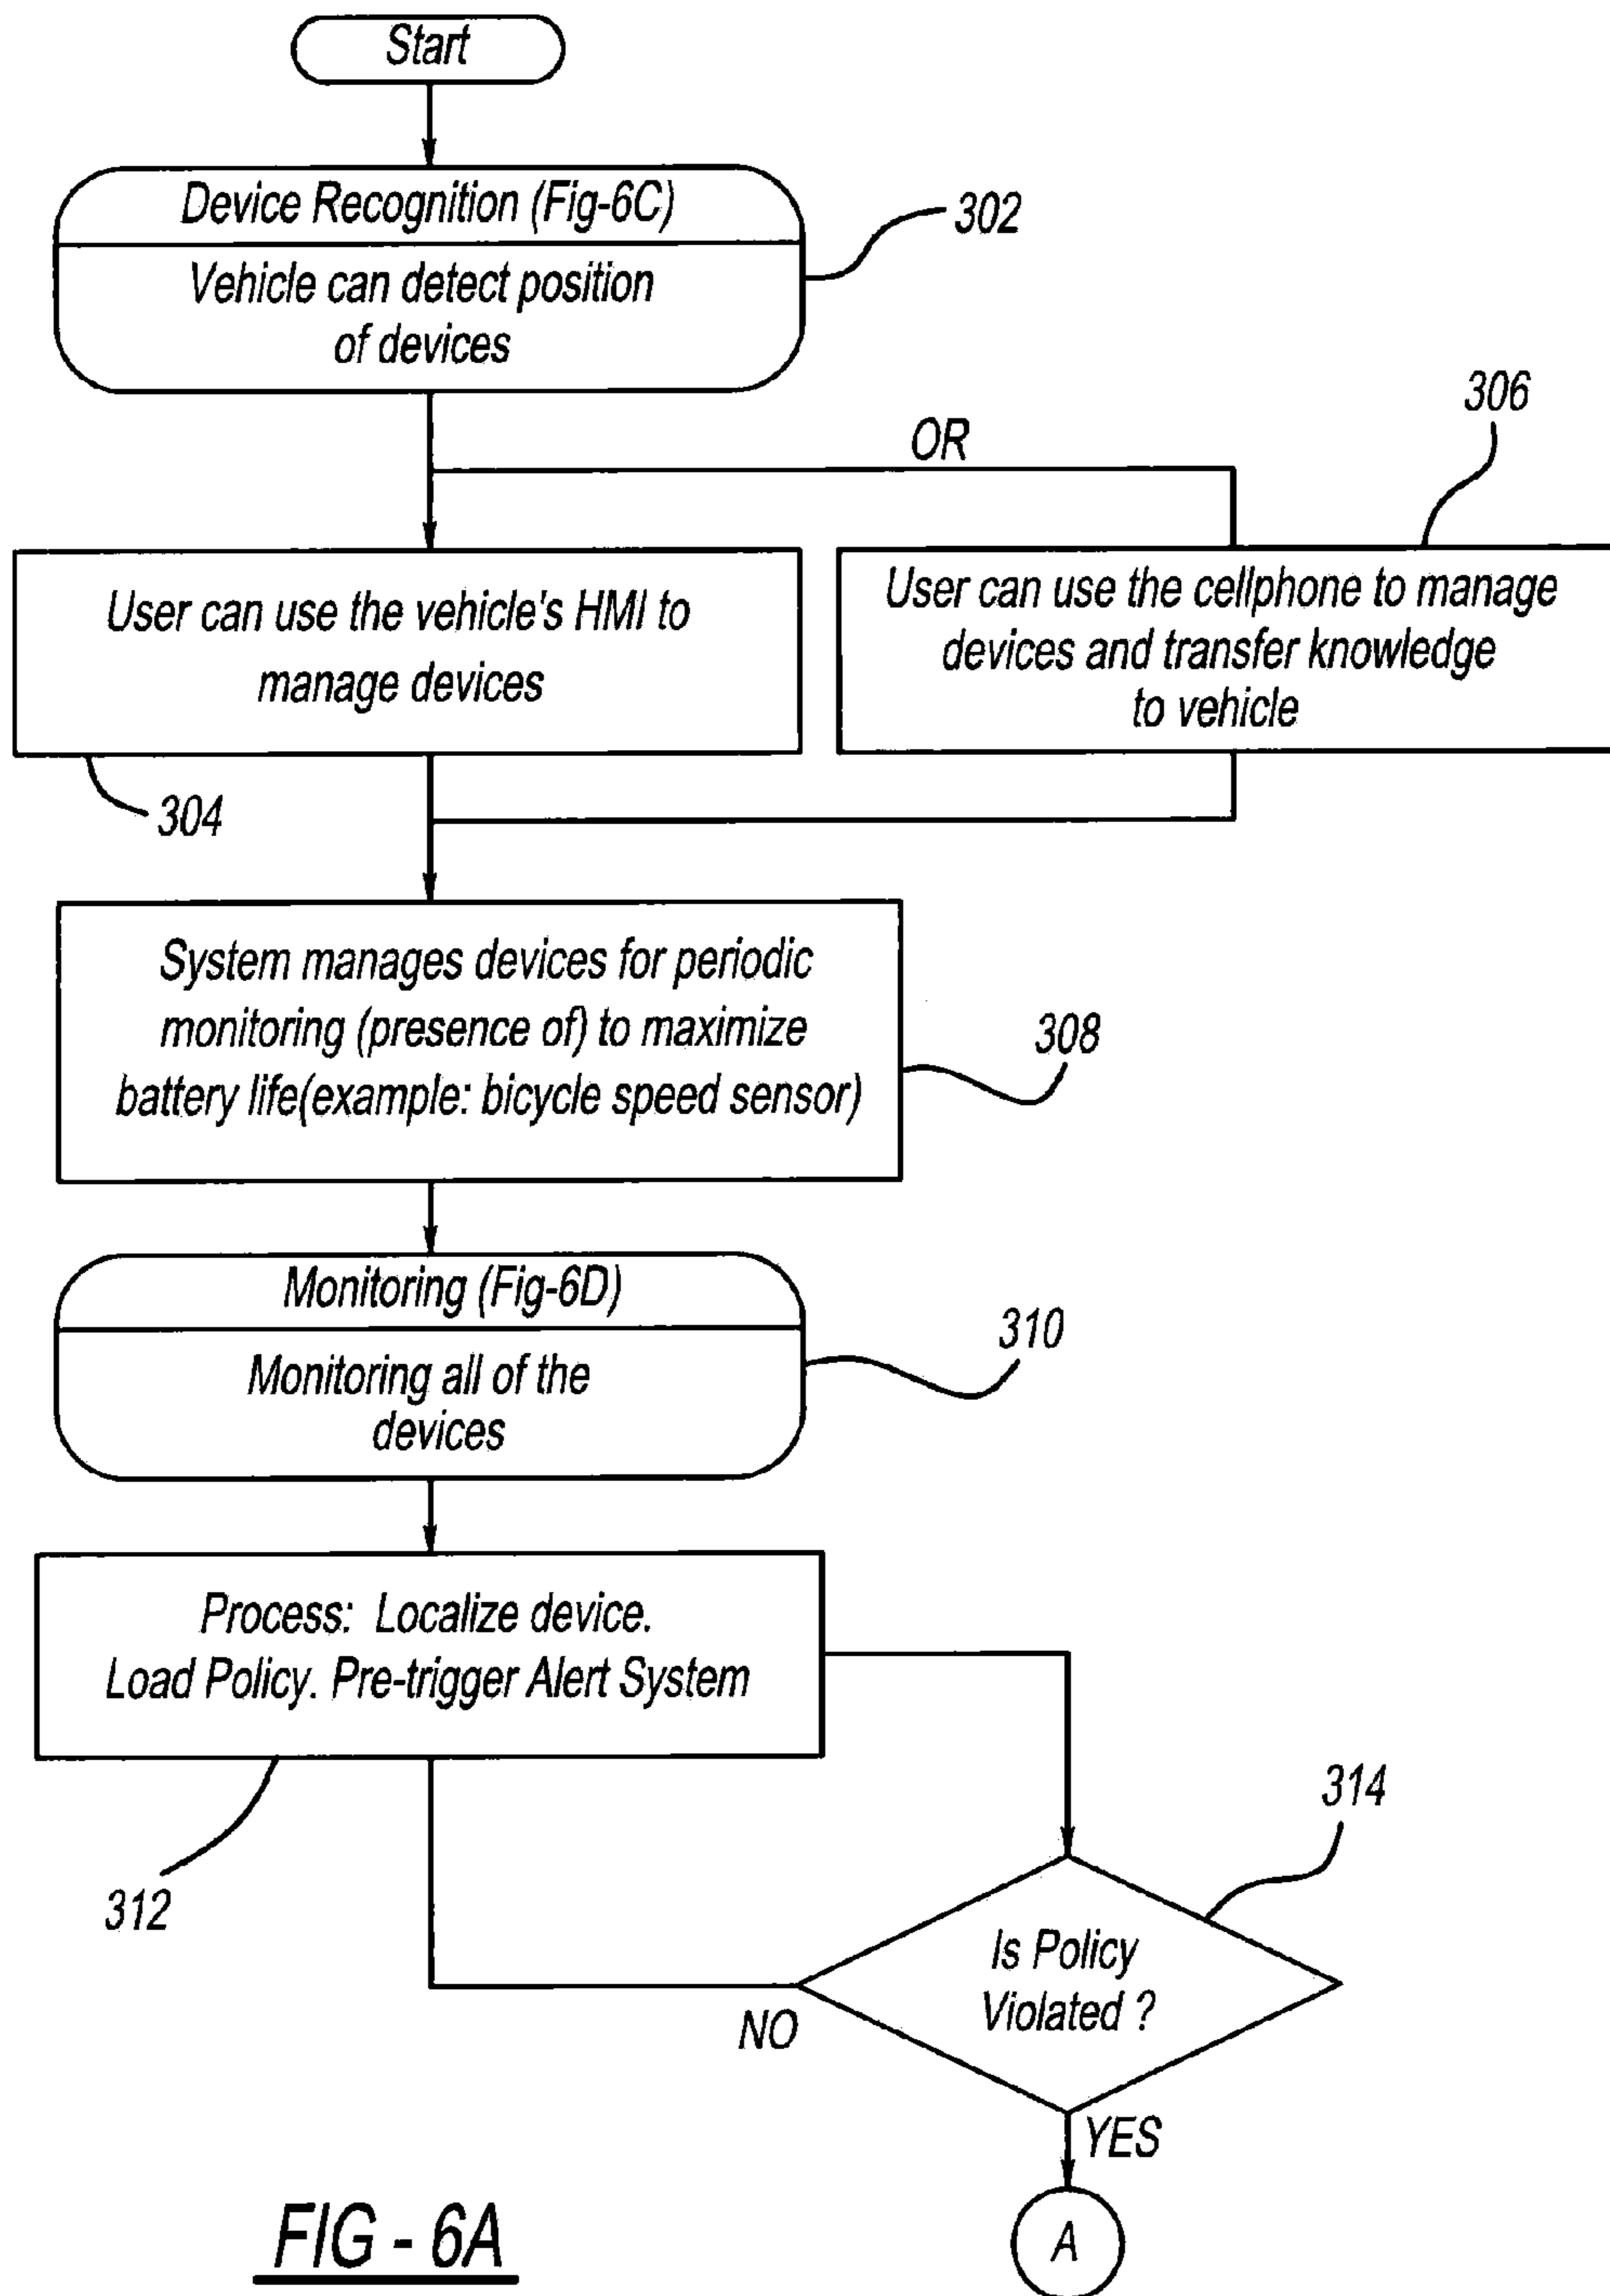 Start
Device Recognition (Fig-6C)
302
Vehicle can detect position
of devices
306
OR
User can use the vehicle's HMI to
manage devices
User can use the cellphone to manage
devices and transfer knowledge
to vehicle
304
System manages devices for periodic
monitoring (presence of) to maximize
battery life(example: bicycle speed sensor)
308
Monitoring (Fig-6D)
310
Monitoring all of the
devices
Process: Localize device.
Load Policy. Pre-trigger Alert System
312
314
Is Policy
Violated ?
NO
YES
A
FIG - 6A